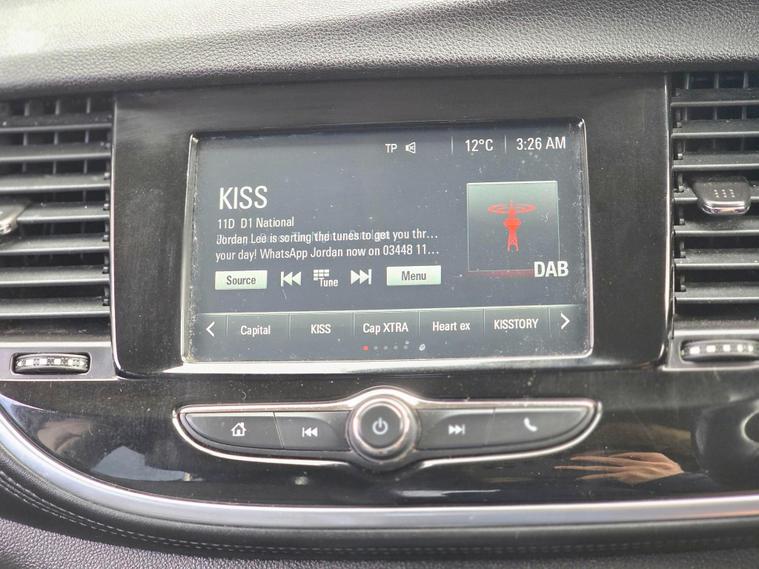 TP 12°C 3:26 AM
KISS
11D D1 National
Jordan Lee is sorting the tunes to get you thr...
your day! WhatsApp Jordan now on 03448 11...
DAB
Source Tune Menu
Capital KISS Cap XTRA Heart ex KISSTORY